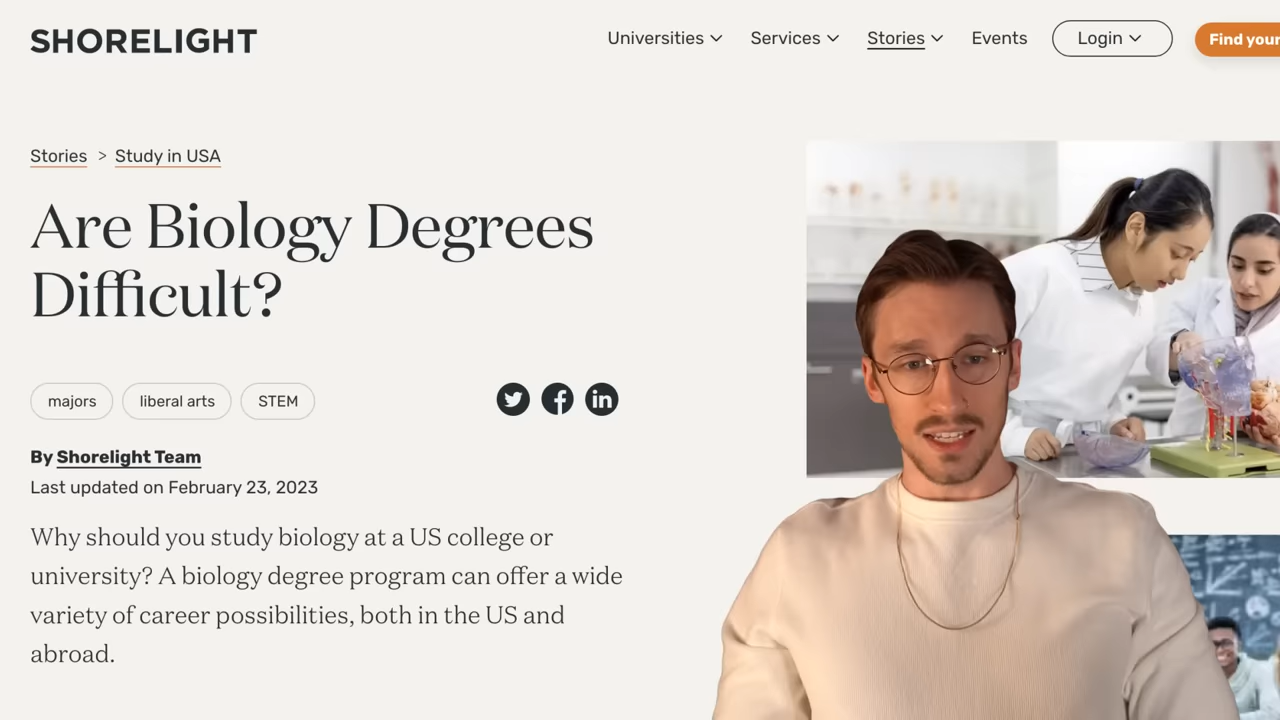 SHORELIGHT
Universities
Services
Stories
Events
Login
Find your
Stories > Study in USA
Are Biology Degrees
Difficult?
majors
liberal arts
STEM
By Shorelight Team
Last updated on February 23, 2023
Why should you study biology at a US college or
university? A biology degree program can offer a wide
variety of career possibilities, both in the US and
abroad.